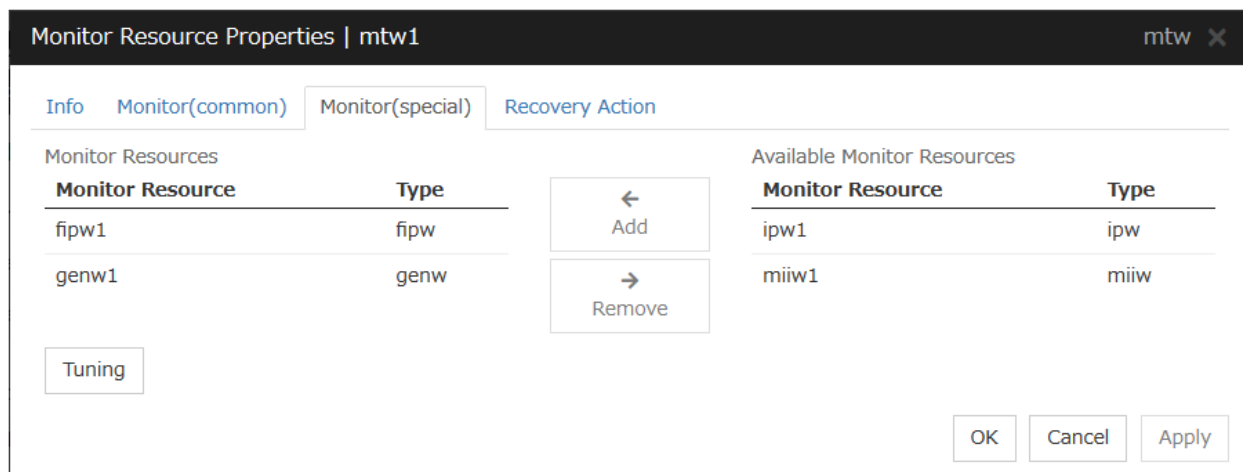 Monitor Resource Properties | mtw1 mtw ×
Info Monitor(common) Monitor(special) Recovery Action
Monitor Resources Available Monitor Resources
Monitor Resource Type Monitor Resource Type
← Add
fipw1 fipw ipw1 ipw
genw1 genw miiw1 miiw
→ Remove
Tuning
OK Cancel Apply